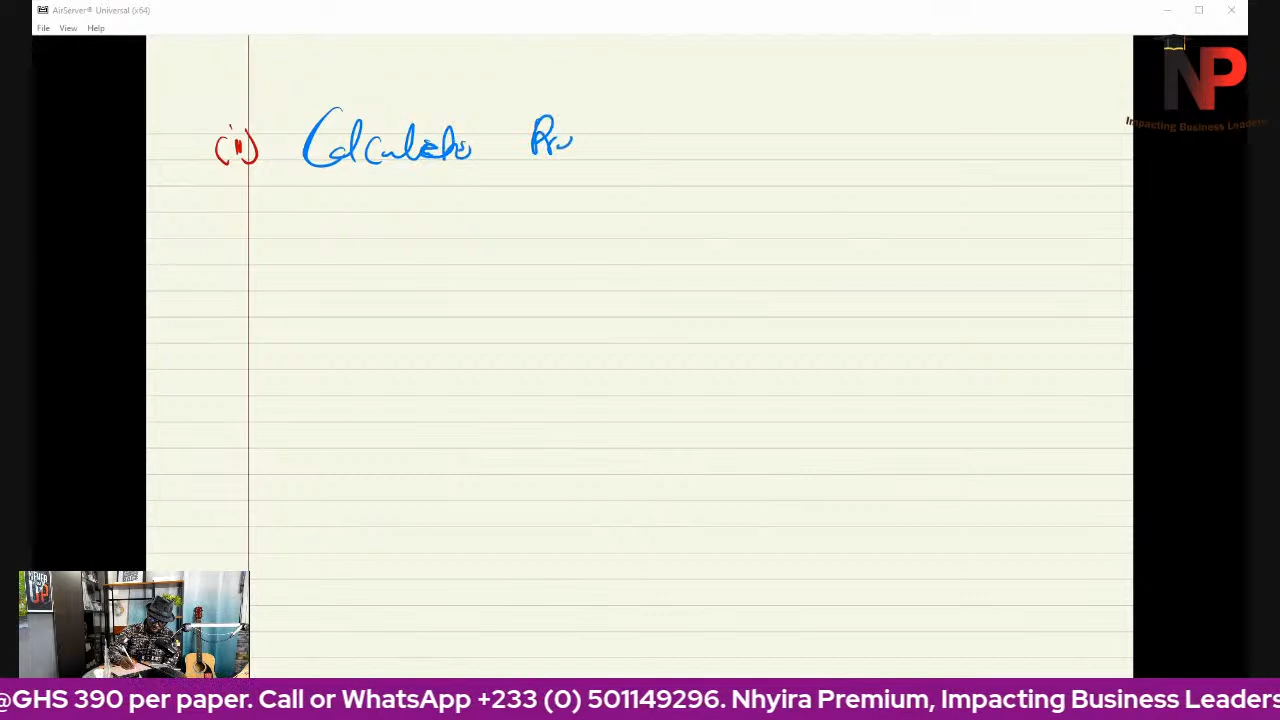 AirServer® Universal (x64)
File View Help
NP
Impacting Business Leaders
(ii)
@GHS 390 per paper. Call or WhatsApp +233 (0) 501149296. Nhyira Premium, Impacting Business Leaders